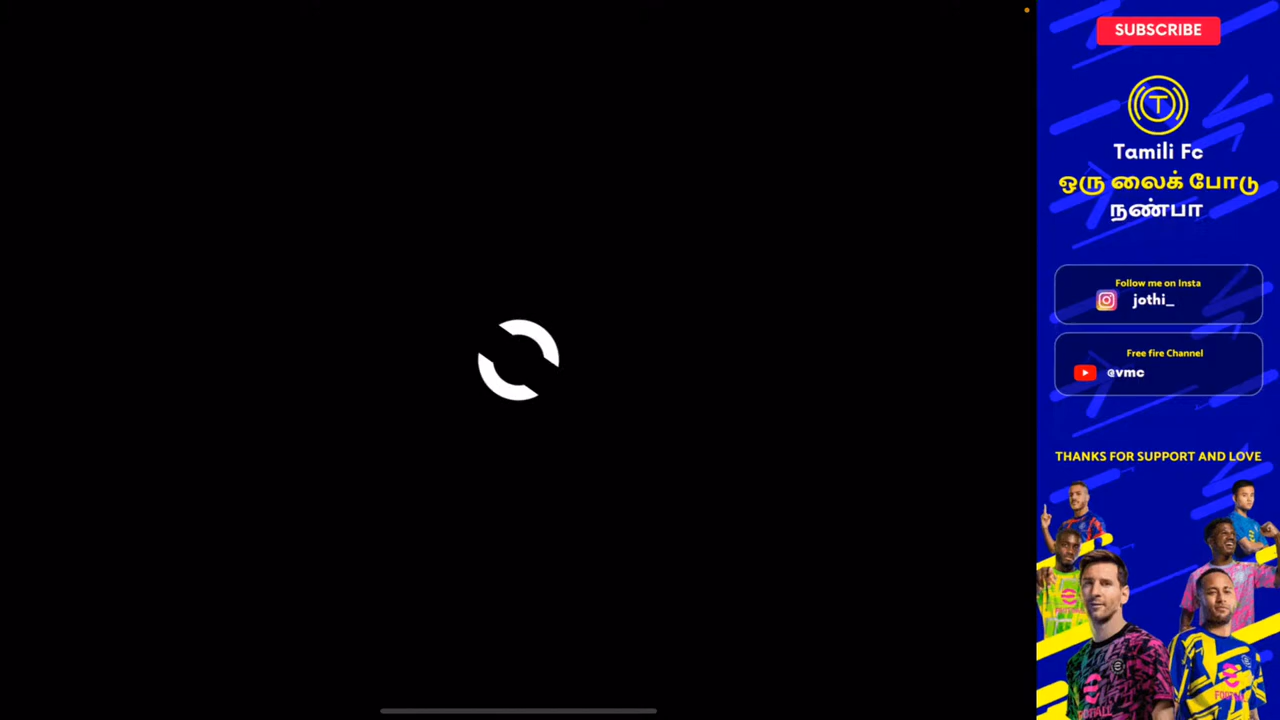 SUBSCRIBE
T
Tamili Fc
ஒரு லைக் போடு
நண்பா
Follow me on Insta
jothi_
Free fire Channel
@vmc
THANKS FOR SUPPORT AND LOVE